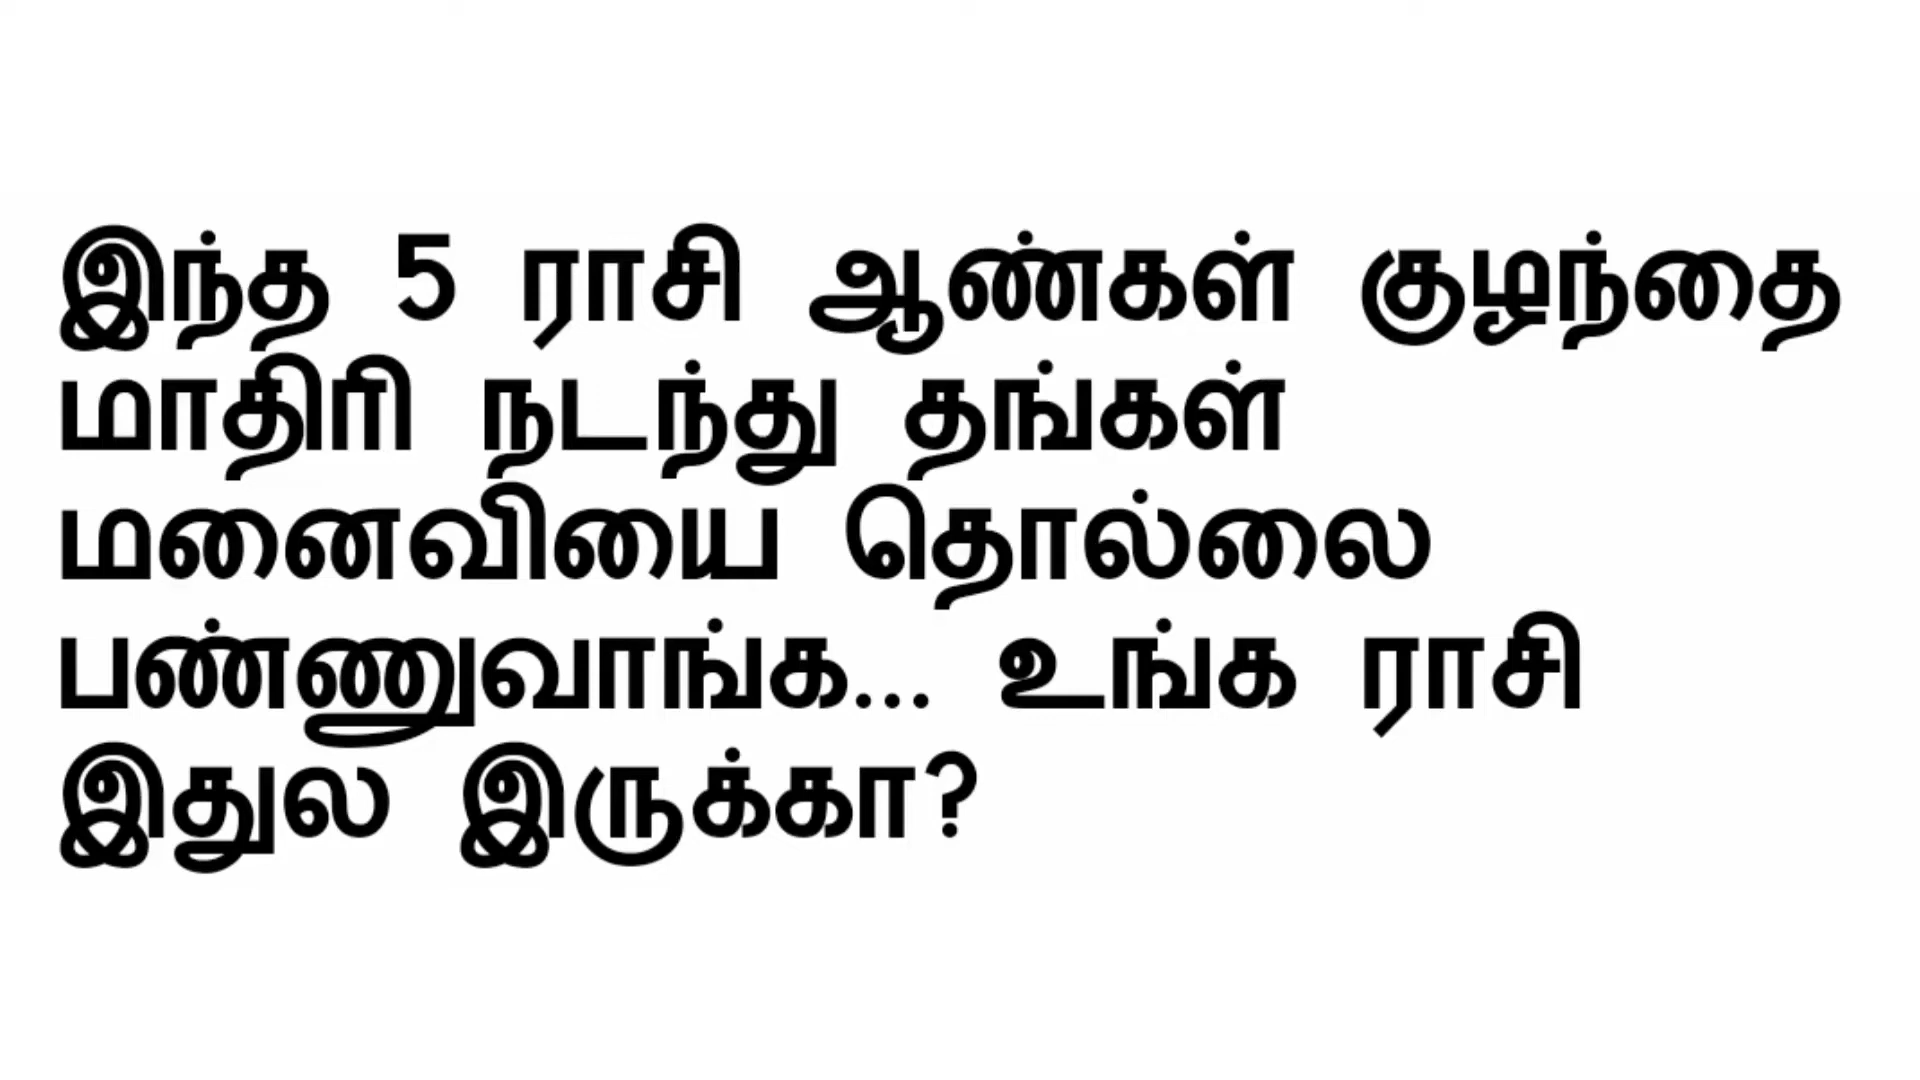 இந்த 5 ராசி ஆண்கள் குழந்தை
மாதிரி நடந்து தங்கள்
மனைவியை தொல்லை
பண்ணுவாங்க... உங்க ராசி
இதுல இருக்கா?